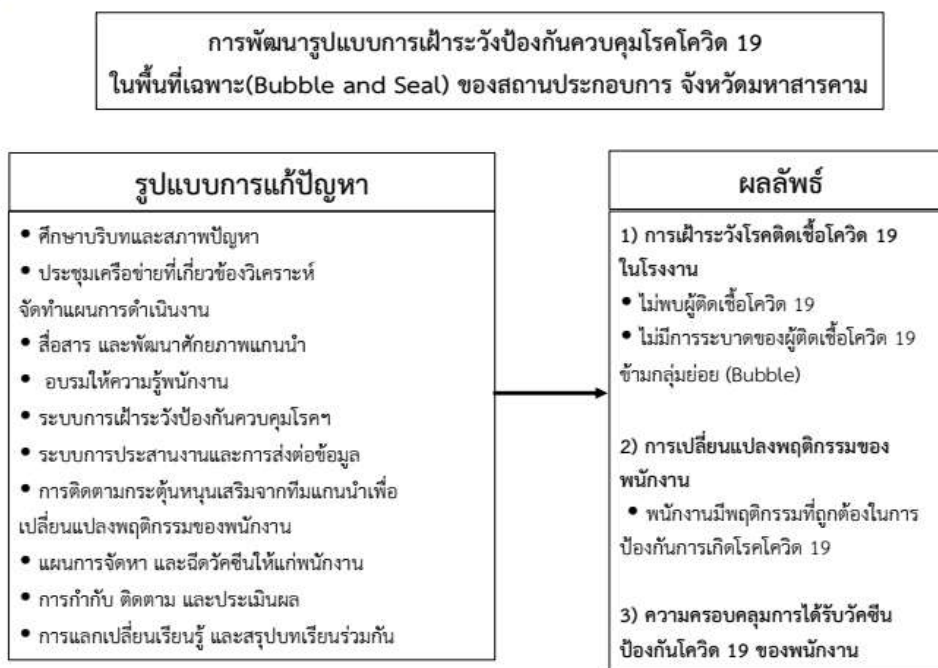 การพัฒนารูปแบบการเฝ้าระวังป้องกันควบคุมโรคโควิด 19
ในพื้นที่เฉพาะ(Bubble and Seal) ของสถานประกอบการ จังหวัดมหาสารคาม
รูปแบบการแก้ปัญหา
• ศึกษาบริบทและสภาพปัญหา
• ประชุมเครือข่ายที่เกี่ยวข้องวิเคราะห์
จัดทำแผนการดำเนินงาน
• สื่อสาร และพัฒนาศักยภาพแกนนำ
• อบรมให้ความรู้พนักงาน
• ระบบการเฝ้าระวังป้องกันควบคุมโรคฯ
• ระบบการประสานงานและการส่งต่อข้อมูล
• การติดตามกระตุ้นหนุนเสริมจากทีมแกนนำเพื่อ
เปลี่ยนแปลงพฤติกรรมของพนักงาน
• แผนการจัดหา และฉีดวัคซีนให้แก่พนักงาน
• การกำกับ ติดตาม และประเมินผล
• การแลกเปลี่ยนเรียนรู้ และสรุปบทเรียนร่วมกัน
ผลลัพธ์
1) การเฝ้าระวังโรคติดเชื้อโควิด 19
ในโรงงาน
• ไม่พบผู้ติดเชื้อโควิด 19
• ไม่มีการระบาดของผู้ติดเชื้อโควิด 19
ข้ามกลุ่มย่อย (Bubble)
2) การเปลี่ยนแปลงพฤติกรรมของ
พนักงาน
• พนักงานมีพฤติกรรมที่ถูกต้องในการ
ป้องกันการเกิดโรคโควิด 19
3) ความครอบคลุมการได้รับวัคซีน
ป้องกันโควิด 19 ของพนักงาน